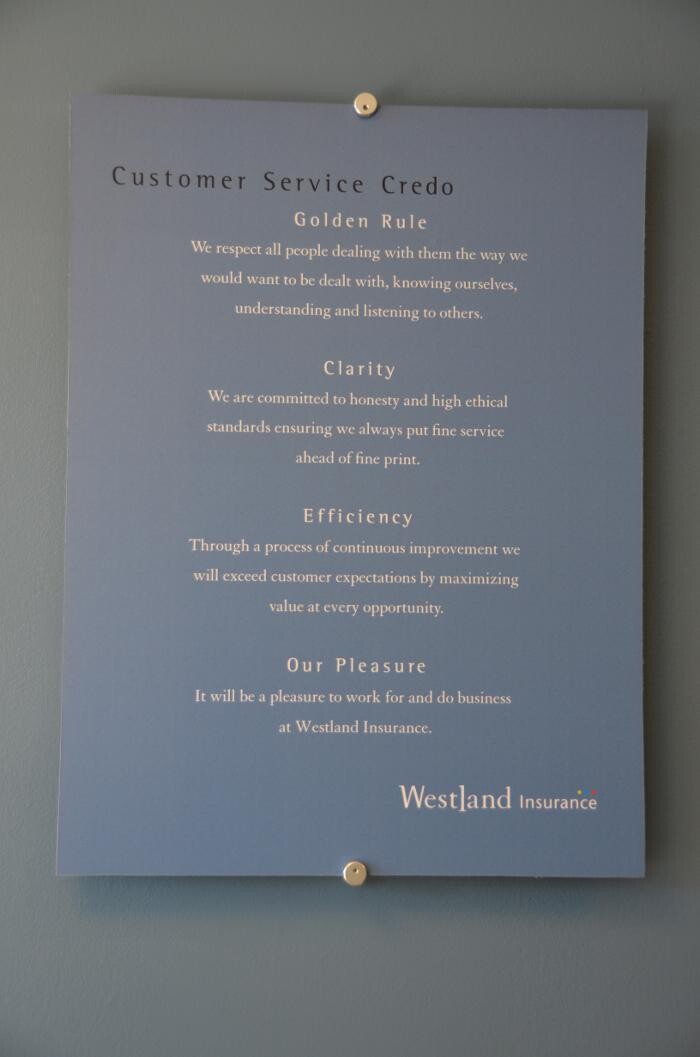 Customer Service Credo
Golden Rule
We respect all people dealing with them the way we
would want to be dealt with, knowing ourselves,
understanding and listening to others.
Clarity
We are committed to honesty and high ethical
standards ensuring we always put fine service
ahead of fine print.
Efficiency
Through a process of continuous improvement we
will exceed customer expectations by maximizing
value at every opportunity.
Our Pleasure
It will be a pleasure to work for and do business
at Westland Insurance.
Westland Insurance